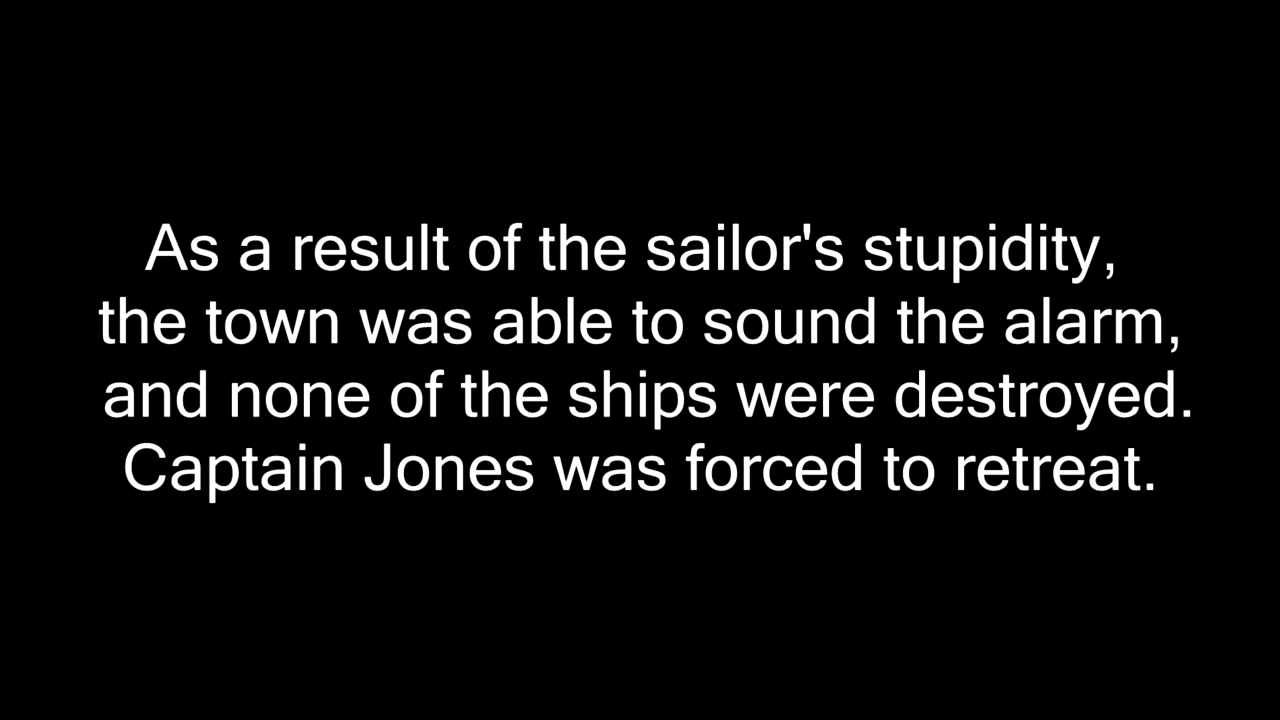 As a result of the sailor's stupidity,
the town was able to sound the alarm,
and none of the ships were destroyed.
Captain Jones was forced to retreat.